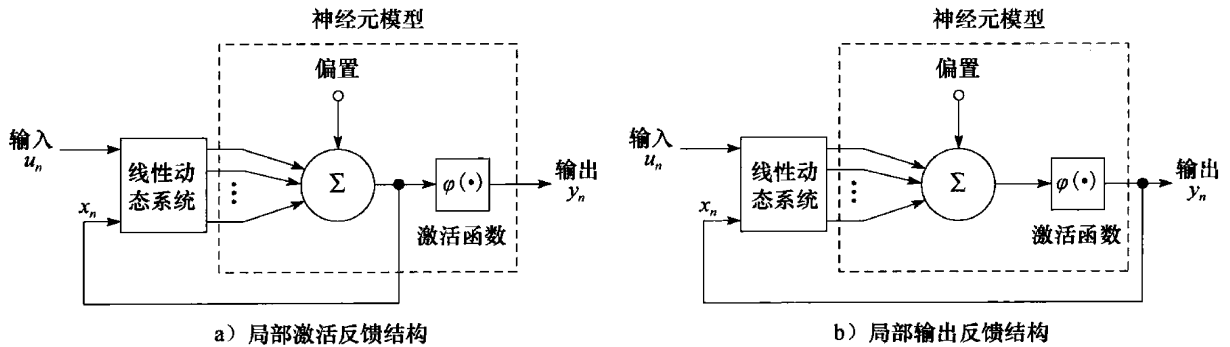 神经元模型
偏置
输入
u_n
线性动
态系统
x_n
Σ
φ(·)
激活函数
输出
y_n
a）局部激活反馈结构
神经元模型
偏置
输入
u_n
线性动
态系统
x_n
Σ
φ(·)
激活函数
输出
y_n
b）局部输出反馈结构